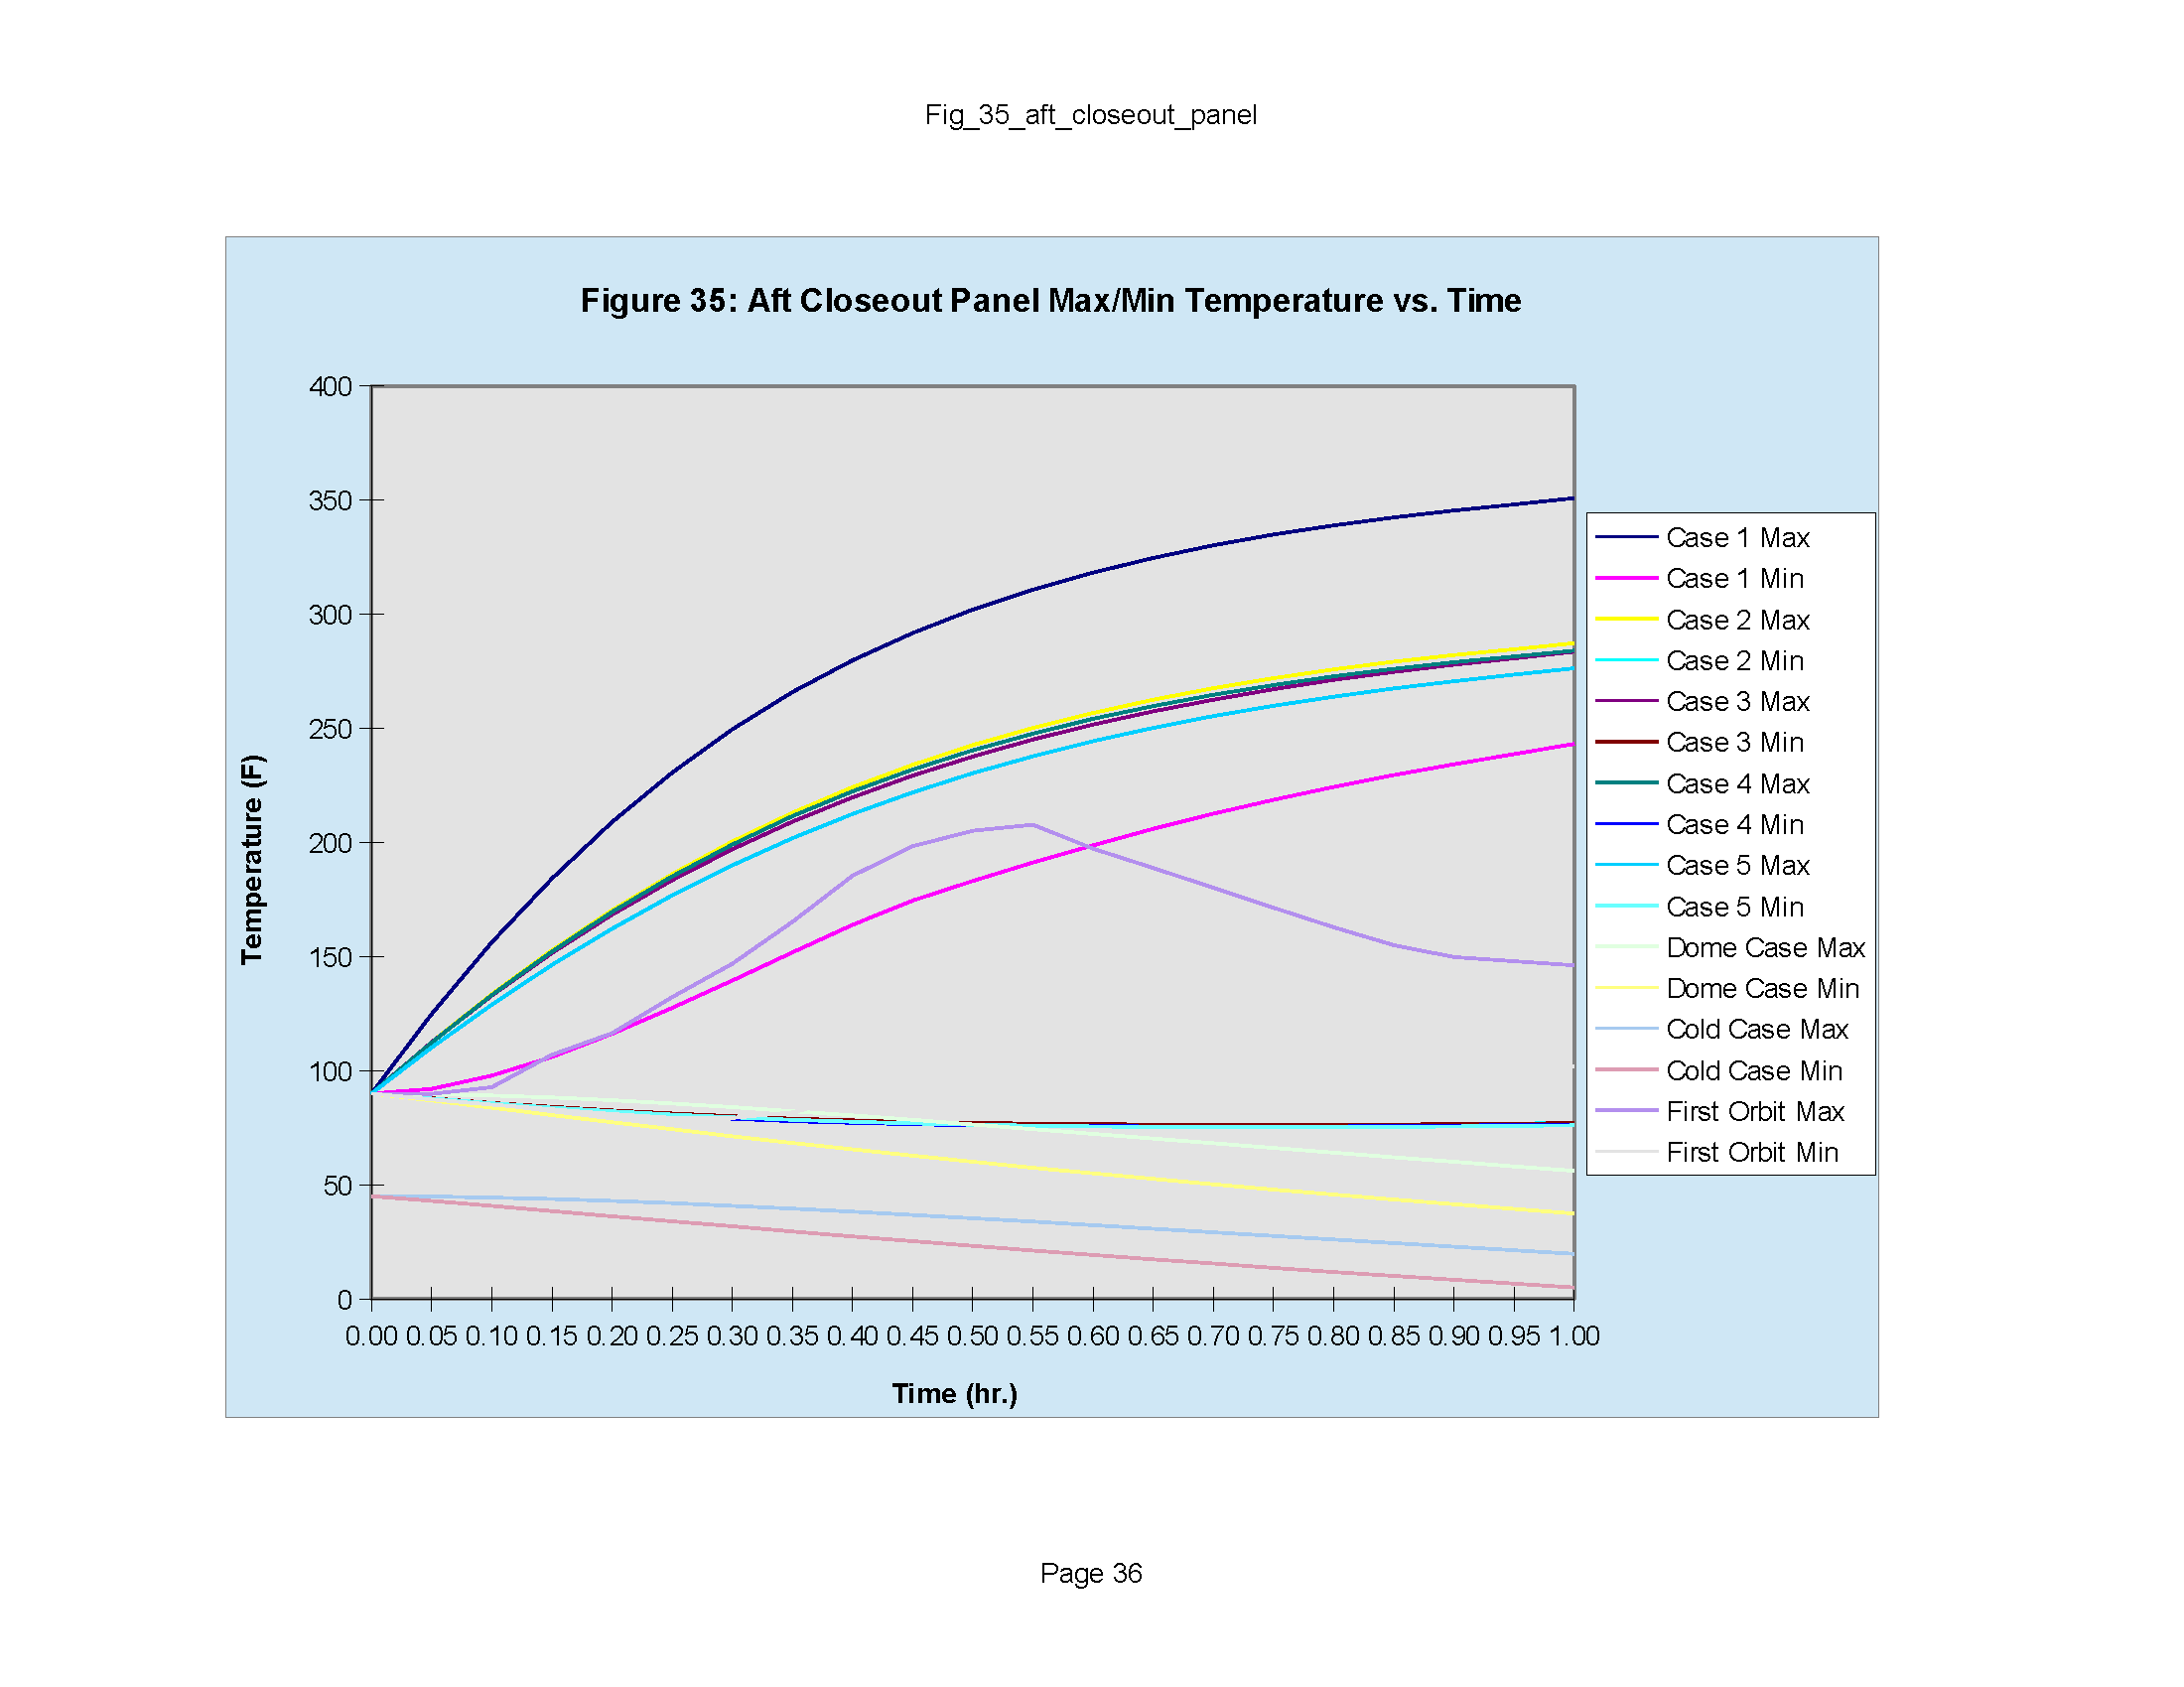 Fig_35_aft_closeout_panel
Figure 35: Aft Closeout Panel Max/Min Temperature vs. Time
400
350
300
250
200
150
100
50
0
Temperature (F)
0.00 0.05 0.10 0.15 0.20 0.25 0.30 0.35 0.40 0.45 0.50 0.55 0.60 0.65 0.70 0.75 0.80 0.85 0.90 0.95 1.00
Time (hr.)
Case 1 Max
Case 1 Min
Case 2 Max
Case 2 Min
Case 3 Max
Case 3 Min
Case 4 Max
Case 4 Min
Case 5 Max
Case 5 Min
Dome Case Max
Dome Case Min
Cold Case Max
Cold Case Min
First Orbit Max
First Orbit Min
Page 36